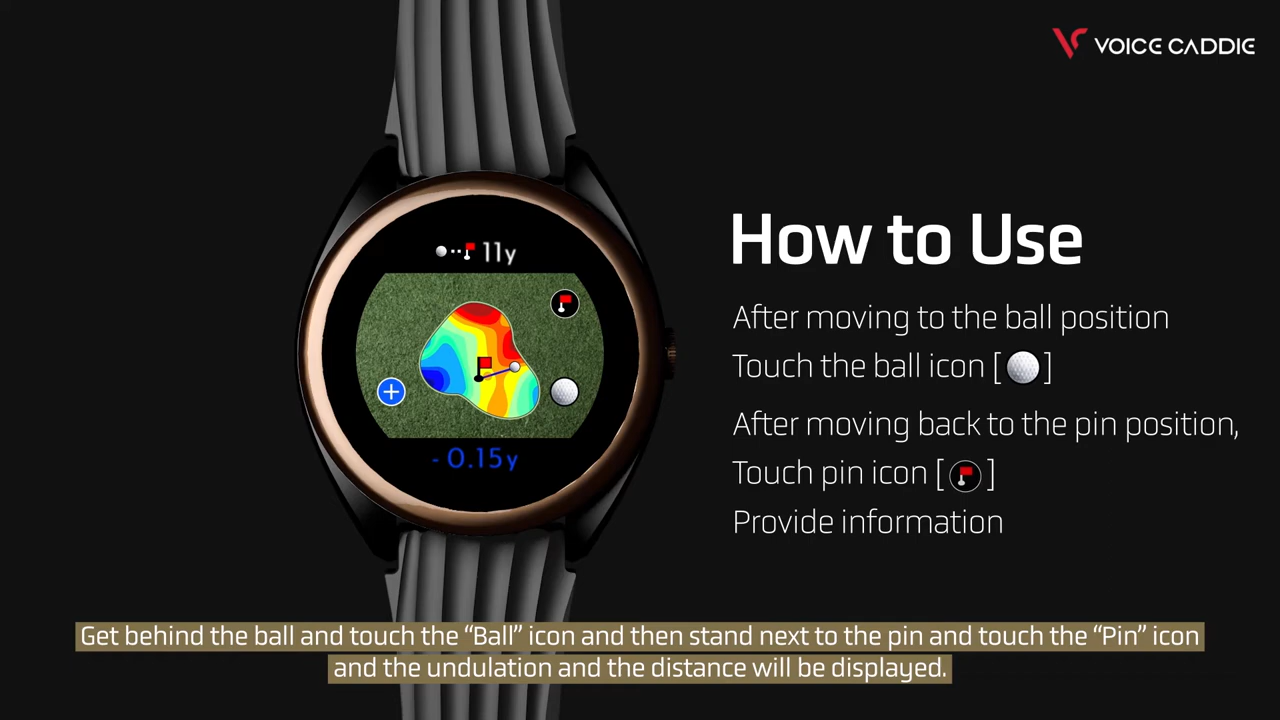 VOICE CADDIE
11y
- 0.15y
How to Use
After moving to the ball position
Touch the ball icon [ ]
After moving back to the pin position,
Touch pin icon [ ]
Provide information
Get behind the ball and touch the “Ball” icon and then stand next to the pin and touch the “Pin” icon
and the undulation and the distance will be displayed.